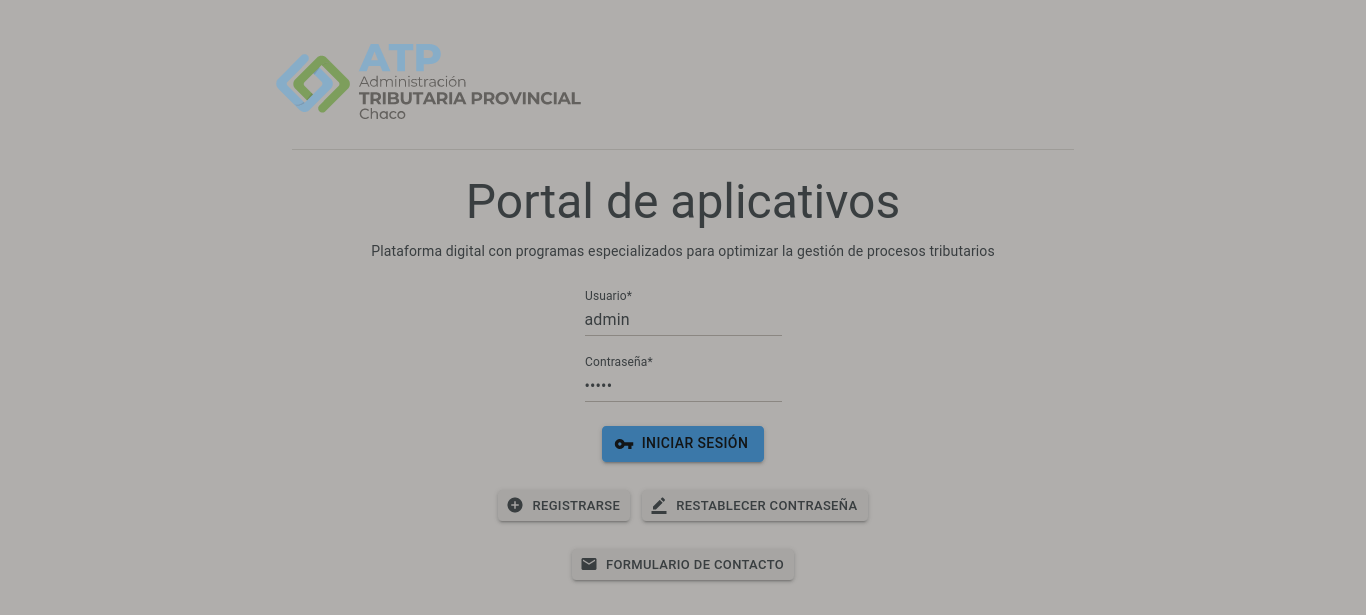 ATP
Administración
TRIBUTARIA PROVINCIAL
Chaco
Portal de aplicativos
Plataforma digital con programas especializados para optimizar la gestión de procesos tributarios
Usuario*
admin
Contraseña*
•••••
INICIAR SESIÓN
REGISTRARSE RESTABLECER CONTRASEÑA
FORMULARIO DE CONTACTO